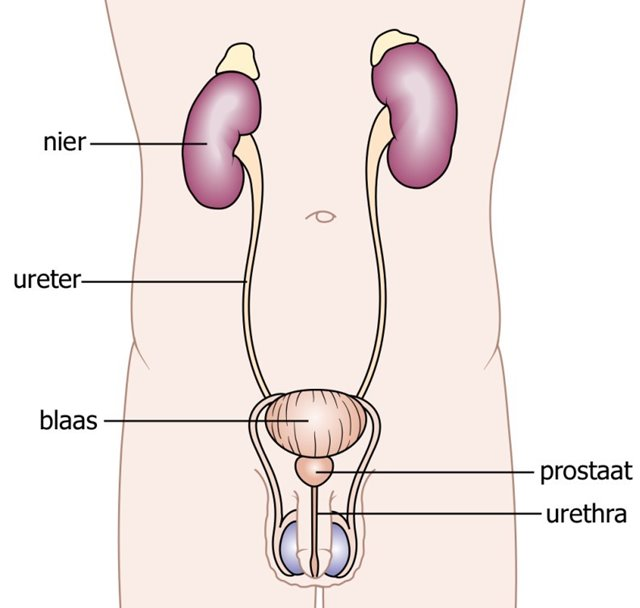 nier
ureter
blaas
prostaat
urethra